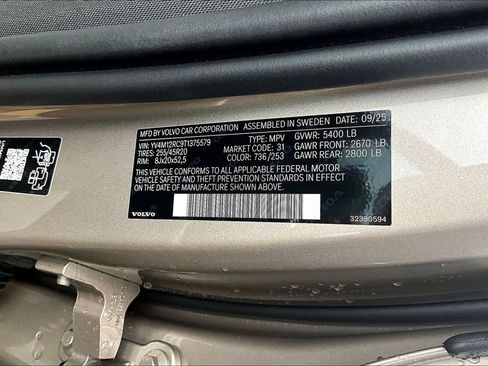 MFD BY VOLVO CAR CORPORATION ASSEMBLED IN SWEDEN DATE 09/25
VIN: YV4M12RC9T1375579 TYPE: MPV GVWR: 5400 LB
TIRES: 255/45R20 MARKET CODE: 31 GAWR FRONT: 2670 LB
RIM: 8Jx20x52,5 COLOR: 736/253 GAWR REAR: 2800 LB
THIS VEHICLE CONFORMS TO ALL APPLICABLE FEDERAL MOTOR
VEHICLE SAFETY AND THEFT PREVENTION STANDARDS IN EFFECT
ON THE DATE OF MANUFACTURE SHOWN ABOVE.
VOLVO 32390594